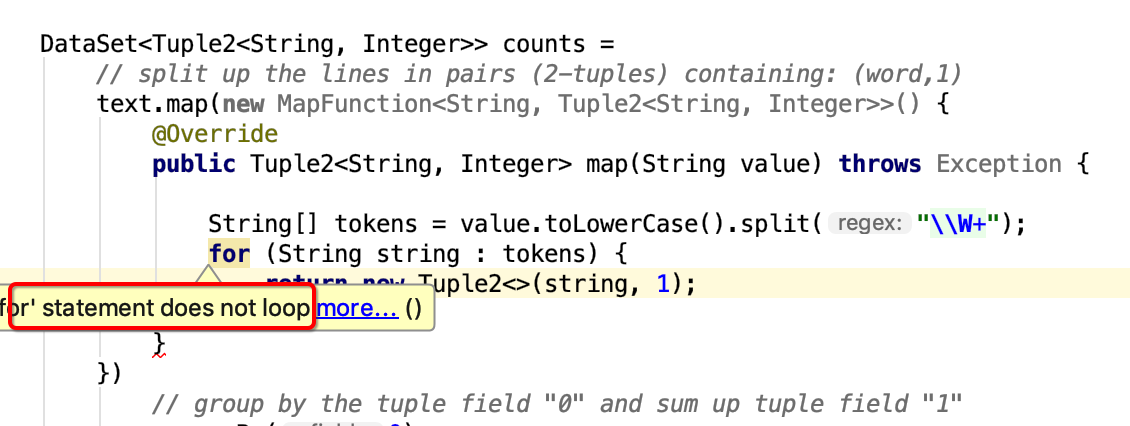 DataSet<Tuple2<String, Integer>> counts =
// split up the lines in pairs (2-tuples) containing: (word,1)
text.map(new MapFunction<String, Tuple2<String, Integer>>() {
@Override
public Tuple2<String, Integer> map(String value) throws Exception {
String[] tokens = value.toLowerCase().split( regex: "\\W+");
for (String string : tokens) {
return new Tuple2<>(string, 1);
for' statement does not loop more... ()
}
})
// group by the tuple field "0" and sum up tuple field "1"